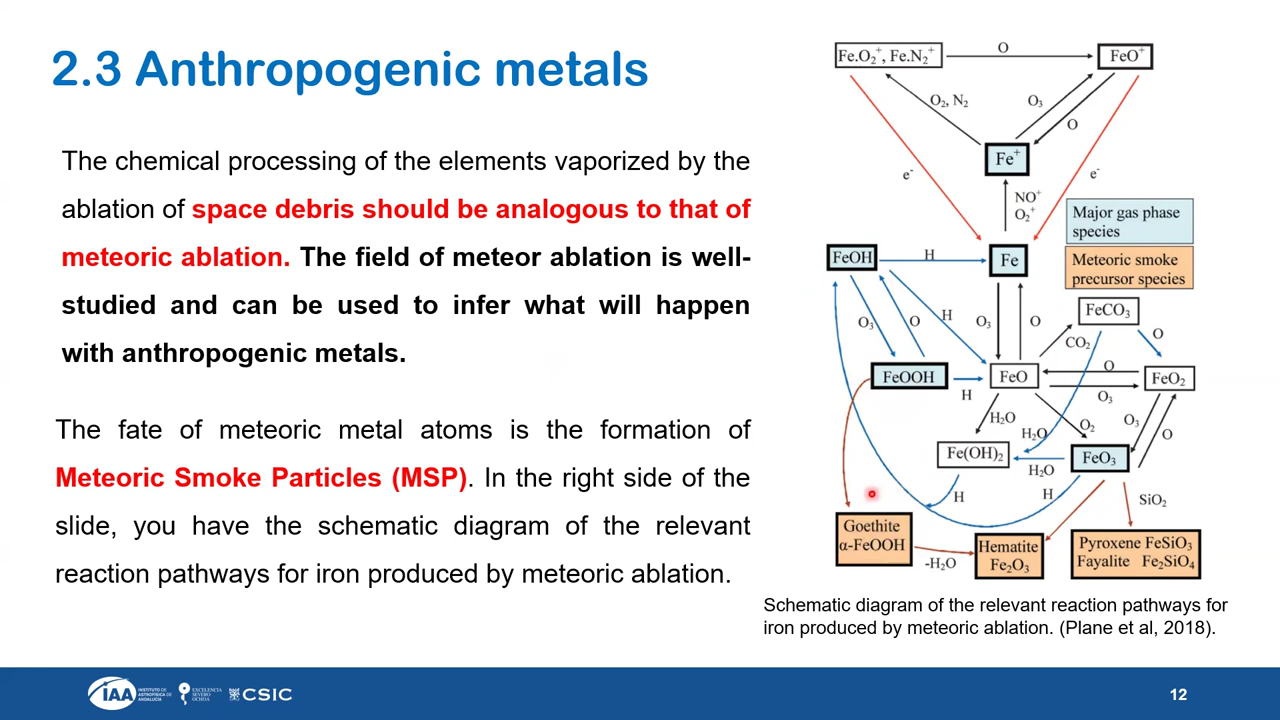 2.3 Anthropogenic metals
The chemical processing of the elements vaporized by the
ablation of space debris should be analogous to that of
meteoric ablation. The field of meteor ablation is well-
studied and can be used to infer what will happen
with anthropogenic metals.
The fate of meteoric metal atoms is the formation of
Meteoric Smoke Particles (MSP). In the right side of the
slide, you have the schematic diagram of the relevant
reaction pathways for iron produced by meteoric ablation.
Fe.O₂⁺, Fe.N₂⁺
O
FeO⁺
O₂, N₂
O₃
O
Fe⁺
e⁻
e⁻
NO⁺
O₂⁺
Major gas phase
species
Meteoric smoke
precursor species
FeOH
H
Fe
O₃
O
H
O₃
O
FeCO₃
CO₂
O
FeOOH
H
FeO
O
O₃
FeO₂
H₂O
H₂O
O₂
O₃
O
Fe(OH)₂
H₂O
FeO₃
H
H
SiO₂
Goethite
α-FeOOH
-H₂O
Hematite
Fe₂O₃
Pyroxene FeSiO₃
Fayalite Fe₂SiO₄
Schematic diagram of the relevant reaction pathways for
iron produced by meteoric ablation. (Plane et al, 2018).
IAA
INSTITUTO DE
ASTROFÍSICA DE
ANDALUCÍA
EXCELENCIA
SEVERO
OCHOA
CSIC
12